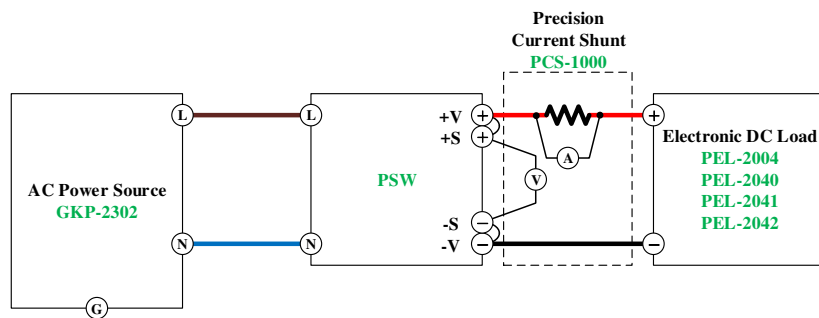 Precision
Current Shunt
PCS-1000
L
L
+V
+
+
+S
+
A
Electronic DC Load
PEL-2004
PEL-2040
PEL-2041
PEL-2042
AC Power Source
GKP-2302
PSW
V
-S
−
N
N
-V
−
−
G